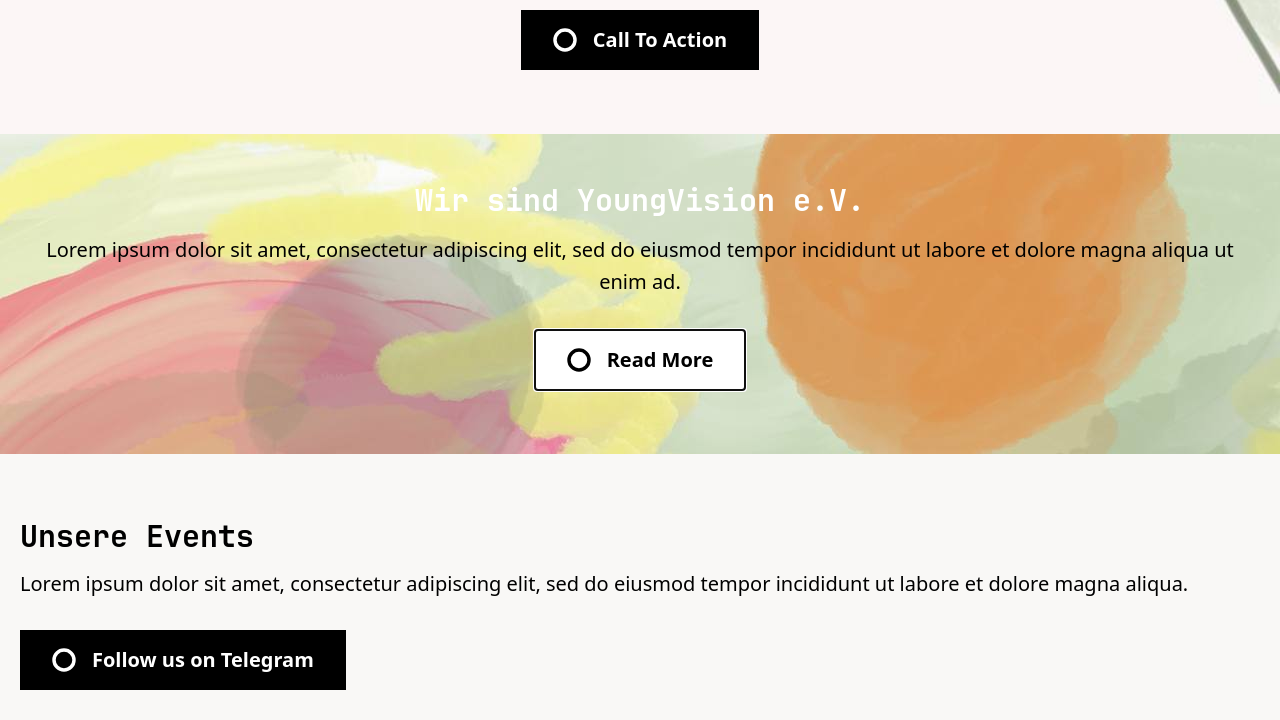 Call To Action
Wir sind YoungVision e.V.
Lorem ipsum dolor sit amet, consectetur adipiscing elit, sed do eiusmod tempor incididunt ut labore et dolore magna aliqua ut
enim ad.
Read More
Unsere Events
Lorem ipsum dolor sit amet, consectetur adipiscing elit, sed do eiusmod tempor incididunt ut labore et dolore magna aliqua.
Follow us on Telegram